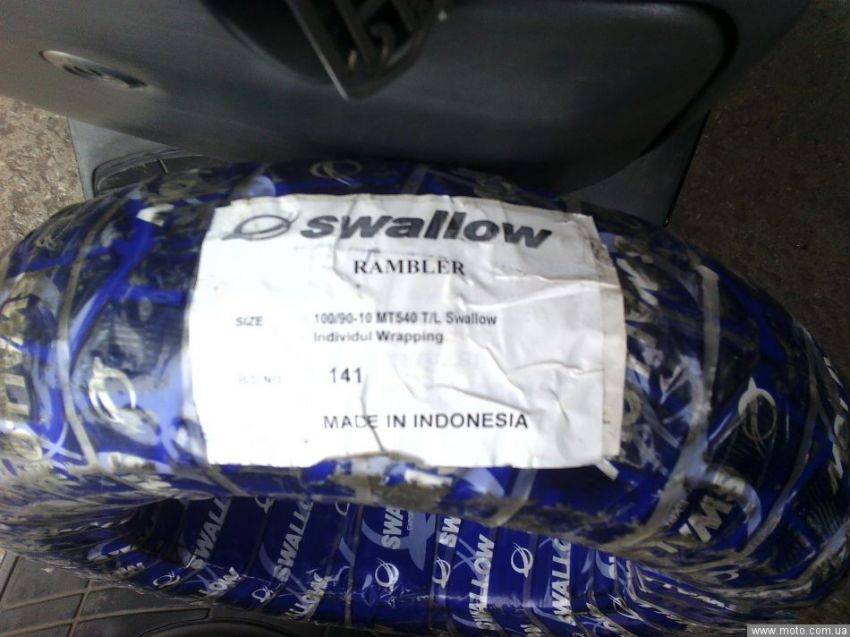 swallow
RAMBLER
SIZE 100/90-10 MT540 T/L Swallow
Individul Wrapping
141
MADE IN INDONESIA
SWALLOW
SWALLOW
SWALLOW
www.moto.com.ua